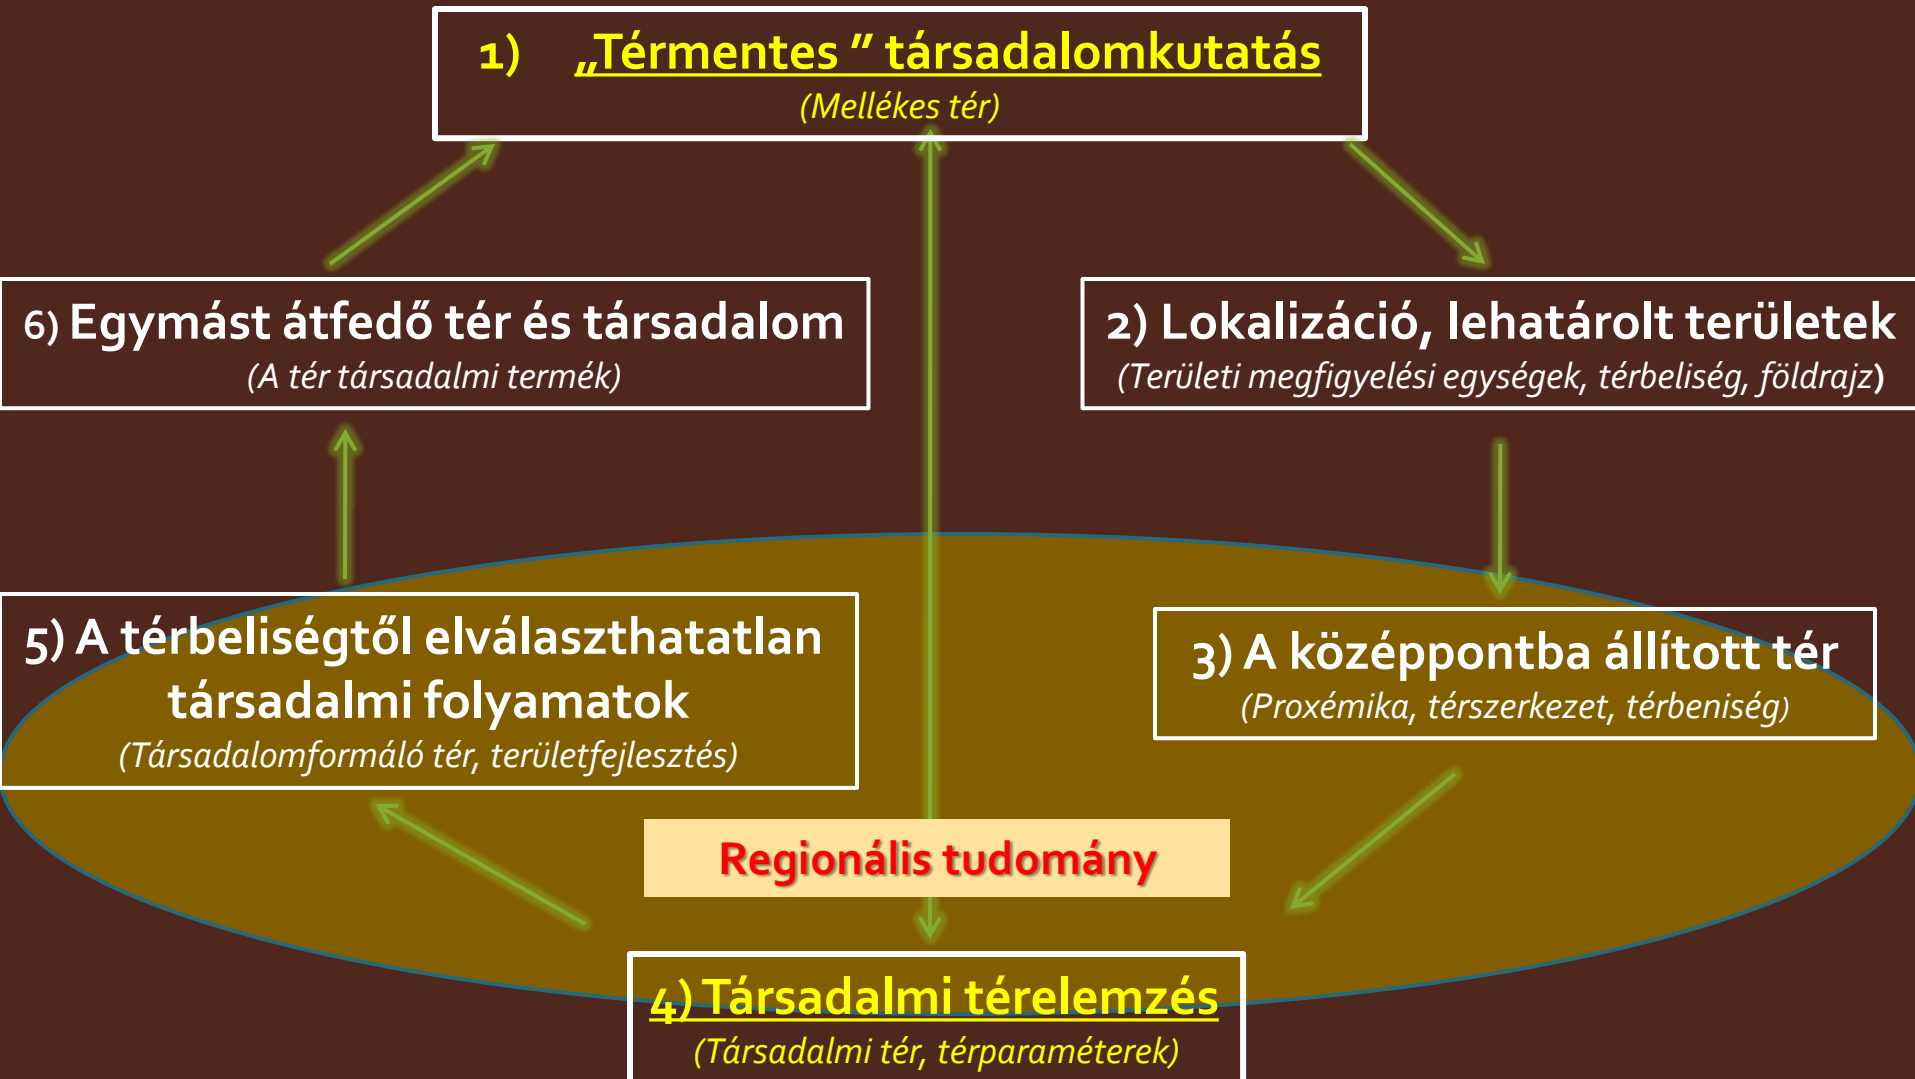 1) „Térmentes ” társadalomkutatás
(Mellékes tér)
6) Egymást átfedő tér és társadalom
(A tér társadalmi termék)
2) Lokalizáció, lehatárolt területek
(Területi megfigyelési egységek, térbeliség, földrajz)
5) A térbeliségtől elválaszthatatlan
társadalmi folyamatok
(Társadalomformáló tér, területfejlesztés)
3) A középpontba állított tér
(Proxémika, térszerkezet, térbeniség)
Regionális tudomány
4) Társadalmi térelemzés
(Társadalmi tér, térparaméterek)